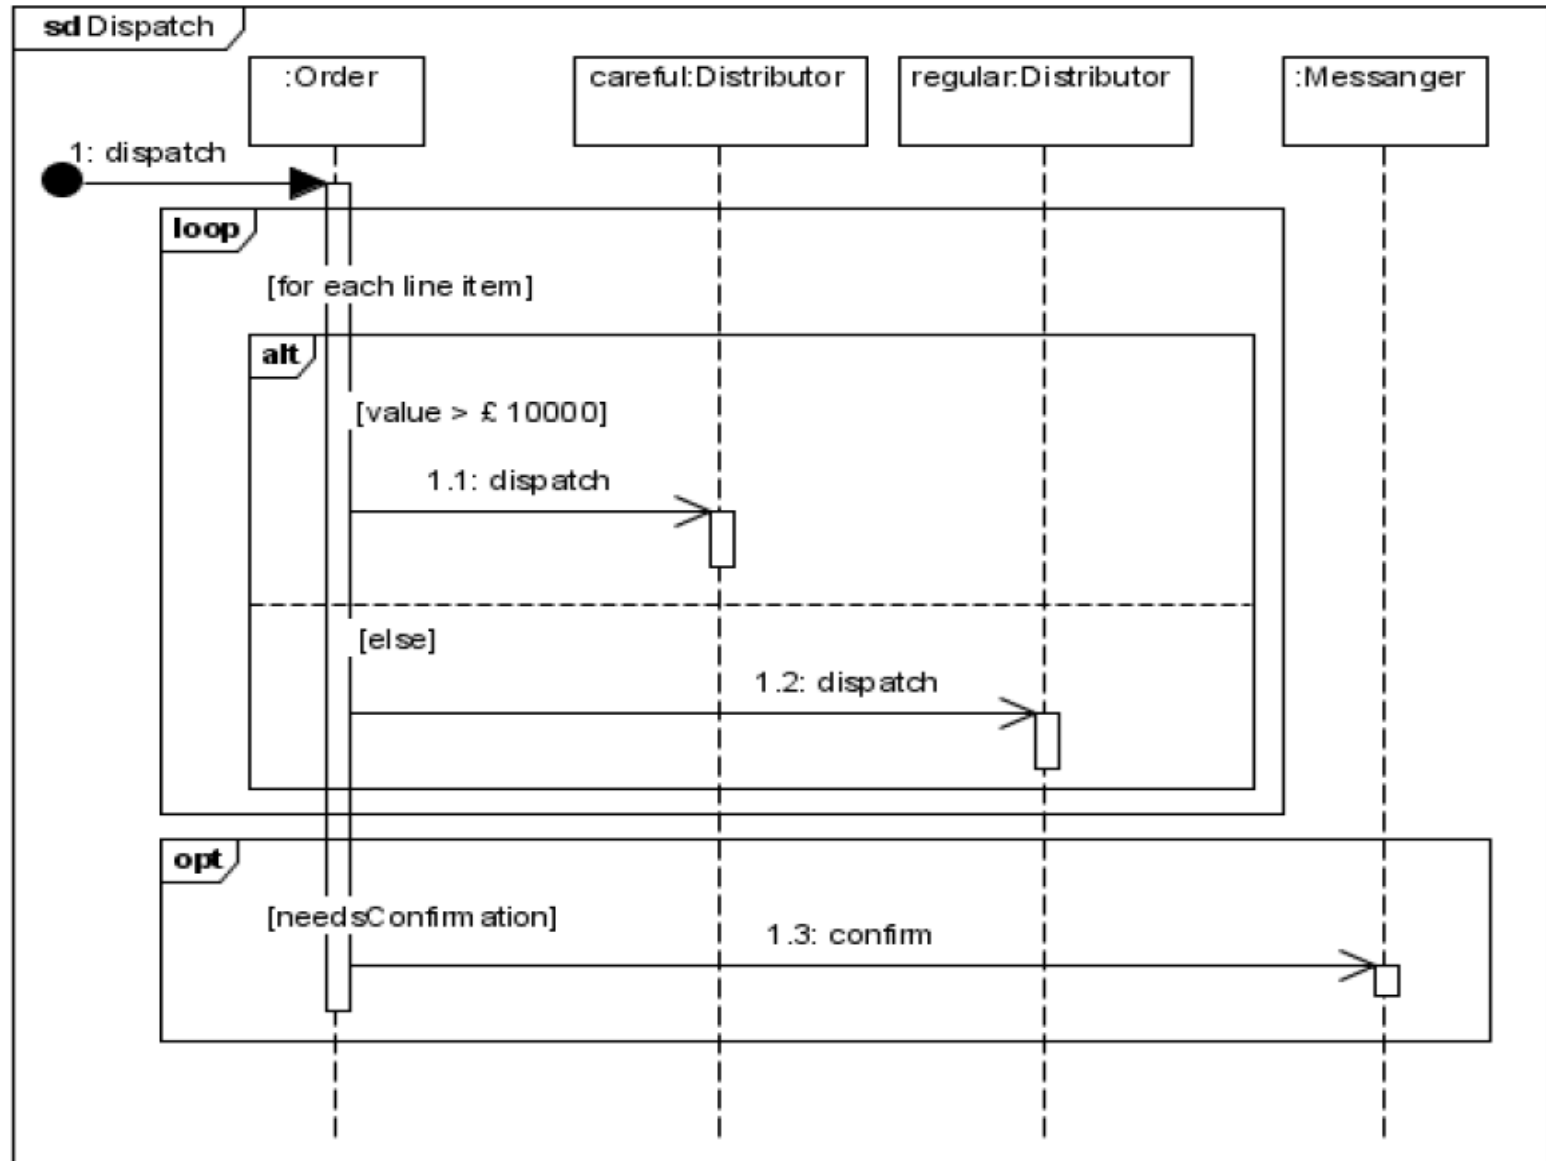 sd Dispatch
:Order
careful:Distributor
regular:Distributor
:Messanger
1: dispatch
loop
[for each line item]
alt
[value > £ 10000]
1.1: dispatch
[else]
1.2: dispatch
opt
[needsConfirmation]
1.3: confirm